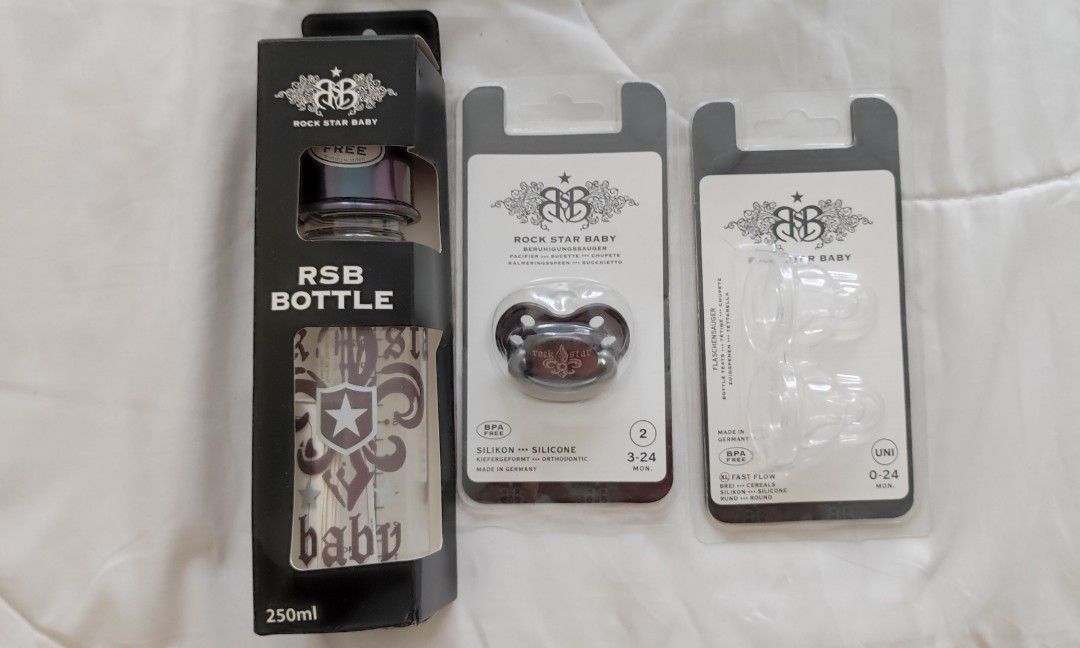 RSB
ROCK STAR BABY
FREE
RSB
BOTTLE
baby
250ml
RSB
ROCK STAR BABY
BERUHIGUNGSSAUGER
PACIFIER ••• SUCETTE ••• CHUPETE
KALMERINGSSPEEN ••• SUCCHIETTO
rock star
BPA
FREE
SILIKON ••• SILICONE
KIEFERGEFORMT ••• ORTHODONTIC
MADE IN GERMANY
2
3-24
MON.
RSB
BABY
FLASCHENSAUGER
BOTTLE TEATS ••• TÉTINE ••• CHUPETE
ZUIGSPENEN ••• TETTARELLA
MADE IN
GERMANY
BPA
FREE
XL FAST FLOW
BREI ••• CEREALS
SILIKON ••• SILICONE
RUND ••• ROUND
UNI
0-24
MON.